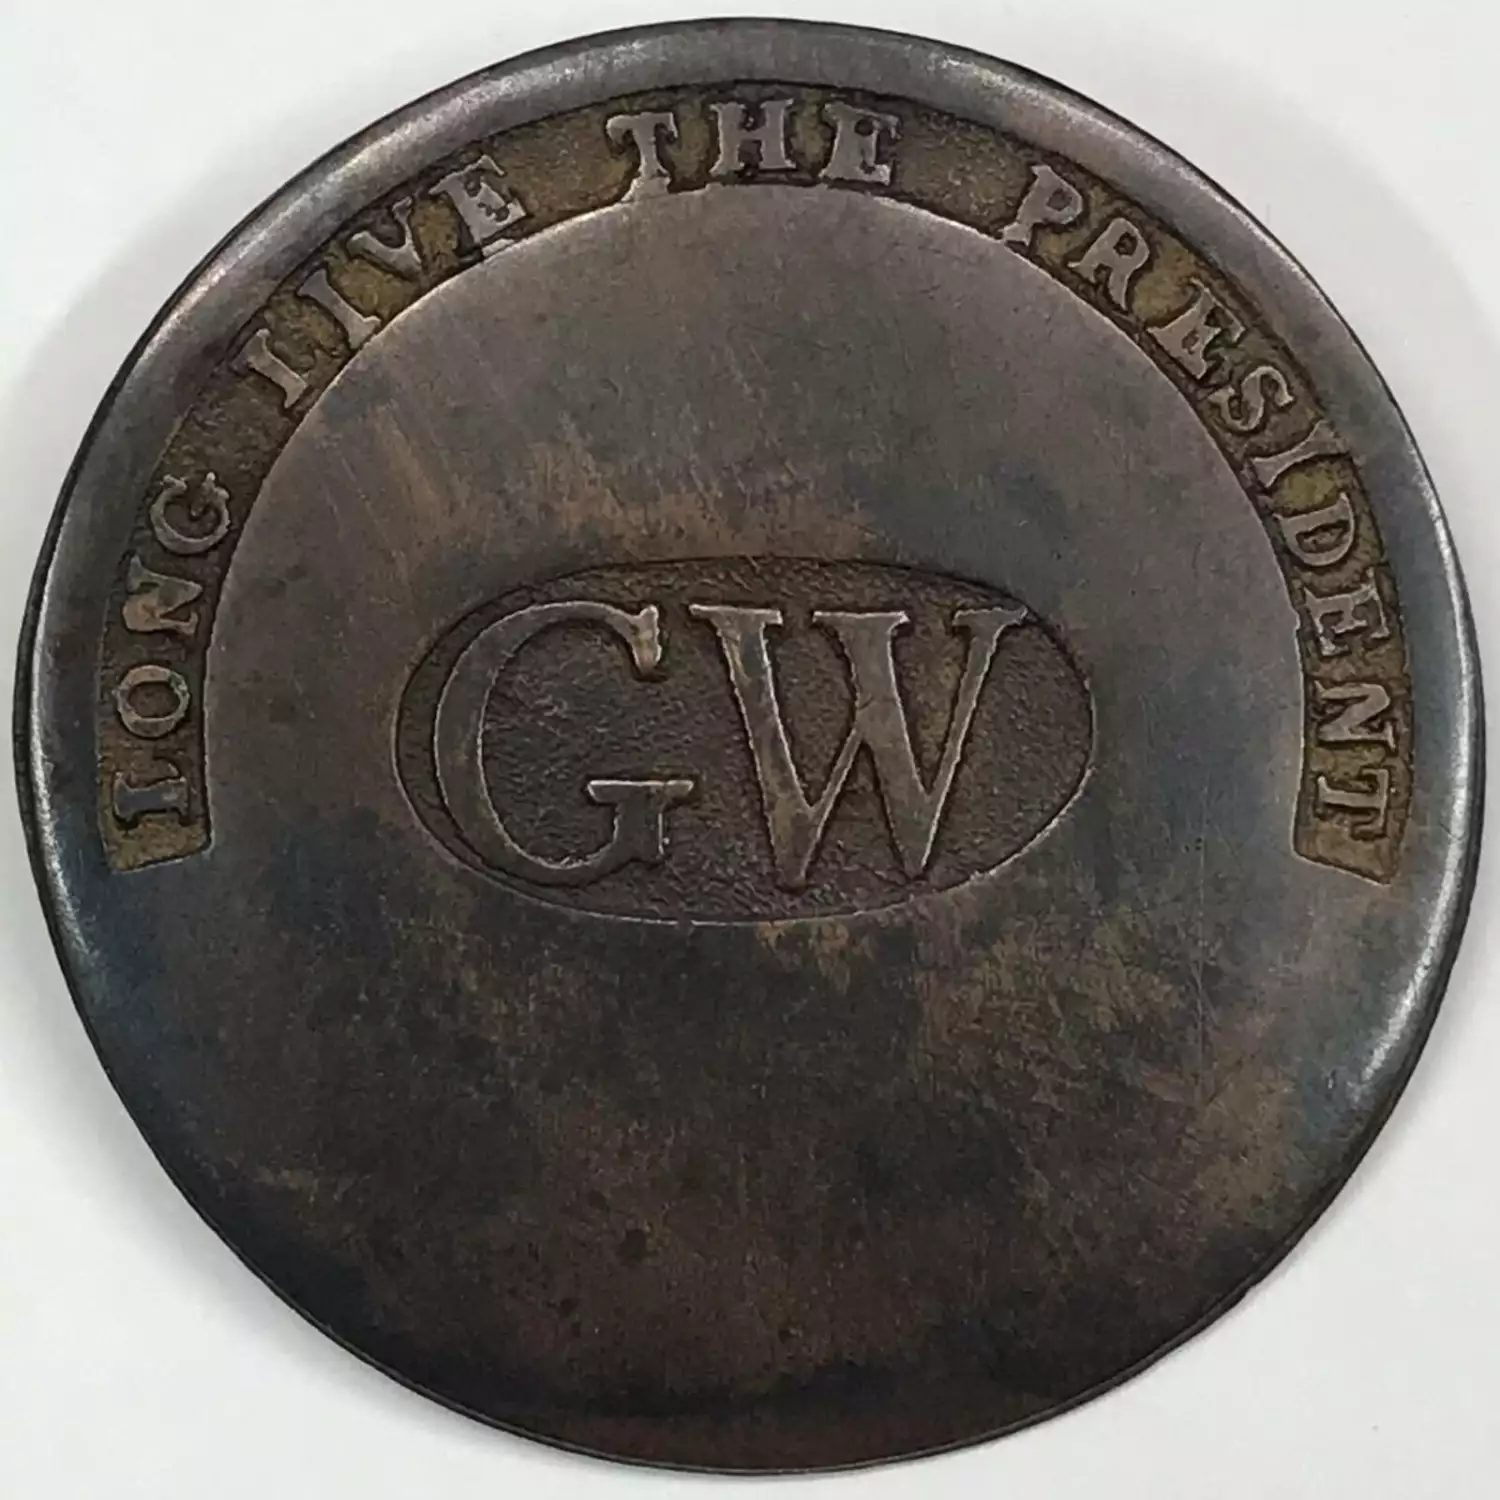 LONG LIVE THE PRESIDENT
GW